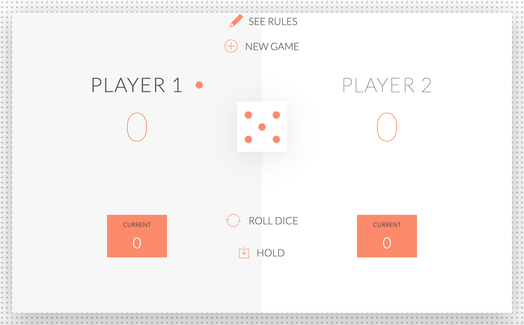 SEE RULES
NEW GAME
PLAYER 1
PLAYER 2
0
0
CURRENT
0
ROLL DICE
HOLD
CURRENT
0